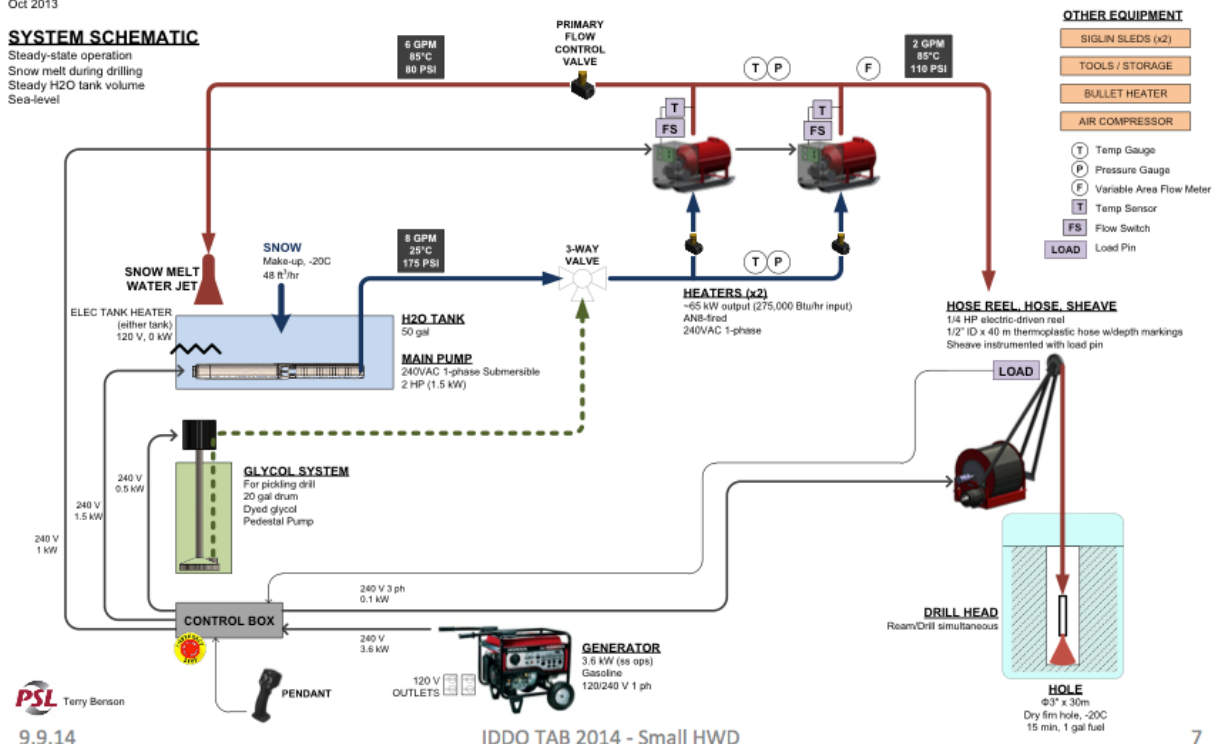 Oct 2013
SYSTEM SCHEMATIC
Steady-state operation
Snow melt during drilling
Steady H2O tank volume
Sea-level
6 GPM
85°C
80 PSI
PRIMARY
FLOW
CONTROL
VALVE
T P
F
2 GPM
85°C
110 PSI
OTHER EQUIPMENT
SIGLIN SLEDS (x2)
TOOLS / STORAGE
BULLET HEATER
AIR COMPRESSOR
T Temp Gauge
P Pressure Gauge
F Variable Area Flow Meter
T Temp Sensor
FS Flow Switch
LOAD Load Pin
T
FS
T
FS
SNOW MELT
WATER JET
SNOW
Make-up, -20C
48 ft³/hr
8 GPM
25°C
175 PSI
3-WAY
VALVE
T P
HEATERS (x2)
~65 kW output (275,000 Btu/hr input)
AN8-fired
240VAC 1-phase
HOSE REEL, HOSE, SHEAVE
1/4 HP electric-driven reel
1/2" ID x 40 m thermoplastic hose w/depth markings
Sheave instrumented with load pin
LOAD
ELEC TANK HEATER
(either tank)
120 V, 0 kW
H2O TANK
50 gal
MAIN PUMP
240VAC 1-phase Submersible
2 HP (1.5 kW)
GLYCOL SYSTEM
For pickling drill
20 gal drum
Dyed glycol
Pedestal Pump
240 V
0.5 kW
240 V
1.5 kW
240 V
1 kW
CONTROL BOX
240 V 3 ph
0.1 kW
240 V
3.6 kW
PENDANT
120 V
OUTLETS
GENERATOR
3.6 kW (ss ops)
Gasoline
120/240 V 1 ph
DRILL HEAD
Ream/Drill simultaneous
HOLE
Φ3" x 30m
Dry firn hole, -20C
15 min, 1 gal fuel
PSL Terry Benson
9.9.14
IDDO TAB 2014 - Small HWD
7